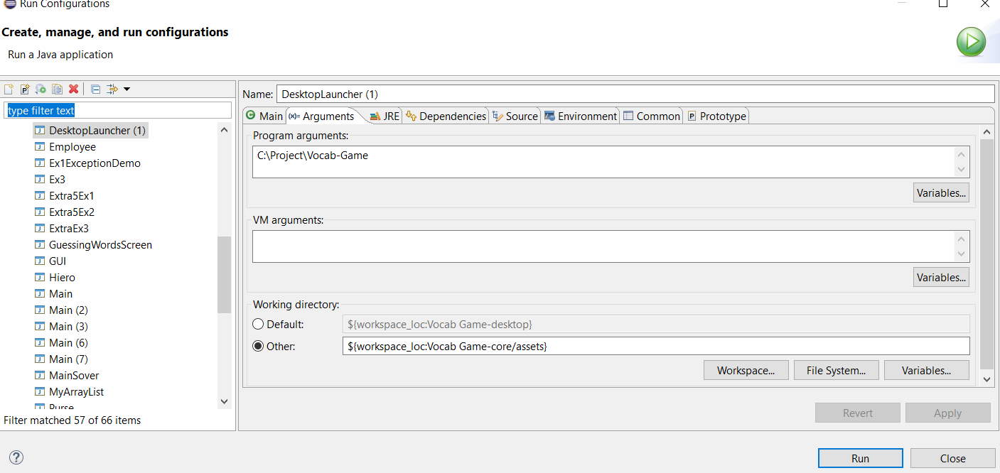 Run Configurations
Create, manage, and run configurations
Run a Java application
type filter text
DesktopLauncher (1)
Employee
Ex1ExceptionDemo
Ex3
Extra5Ex1
Extra5Ex2
ExtraEx3
GuessingWordsScreen
GUI
Hiero
Main
Main (2)
Main (3)
Main (6)
Main (7)
MainSover
MyArrayList
Purse
Filter matched 57 of 66 items
Name: DesktopLauncher (1)
Main (x)= Arguments JRE Dependencies Source Environment Common Prototype
Program arguments:
C:\Project\Vocab-Game
Variables...
VM arguments:
Variables...
Working directory:
Default: ${workspace_loc:Vocab Game-desktop}
Other: ${workspace_loc:Vocab Game-core/assets}
Workspace... File System... Variables...
Revert Apply
? Run Close